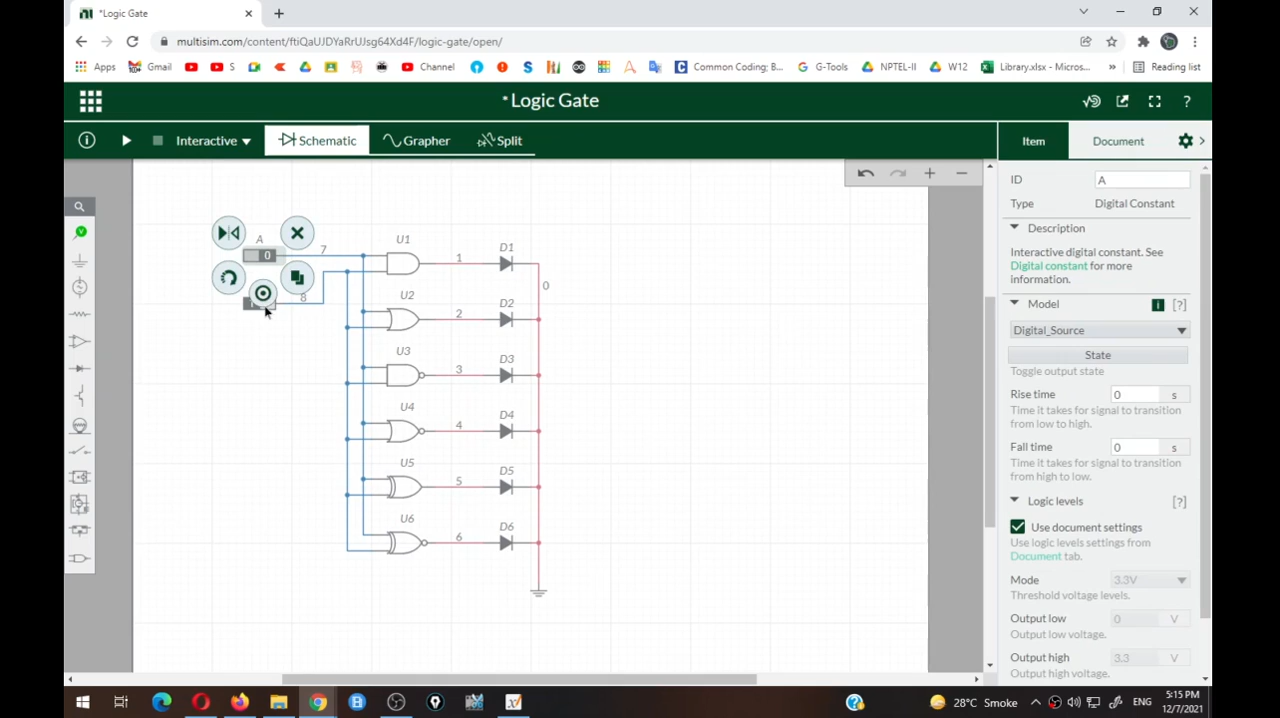 *Logic Gate
multisim.com/content/ftiQaUJDYaRrUJsg64Xd4F/logic-gate/open/
Apps Gmail S Channel Common Coding; B... G-Tools NPTEL-II W12 Library.xlsx - Micros... » Reading list
*Logic Gate
Interactive Schematic Grapher Split
Item Document
ID A
Type Digital Constant
Description
Interactive digital constant. See
Digital constant for more
information.
Model [?]
Digital_Source
State
Toggle output state
Rise time 0 s
Time it takes for signal to transition
from low to high.
Fall time 0 s
Time it takes for signal to transition
from high to low.
Logic levels [?]
Use document settings
Use logic levels settings from
Document tab.
Mode 3.3V
Threshold voltage levels.
Output low 0 V
Output low voltage.
Output high 3.3 V
Output high voltage.
A
0
7
8
U1 1 D1
0
U2 2 D2
U3 3 D3
U4 4 D4
U5 5 D5
U6 6 D6
28°C Smoke ENG 5:15 PM
12/7/2021